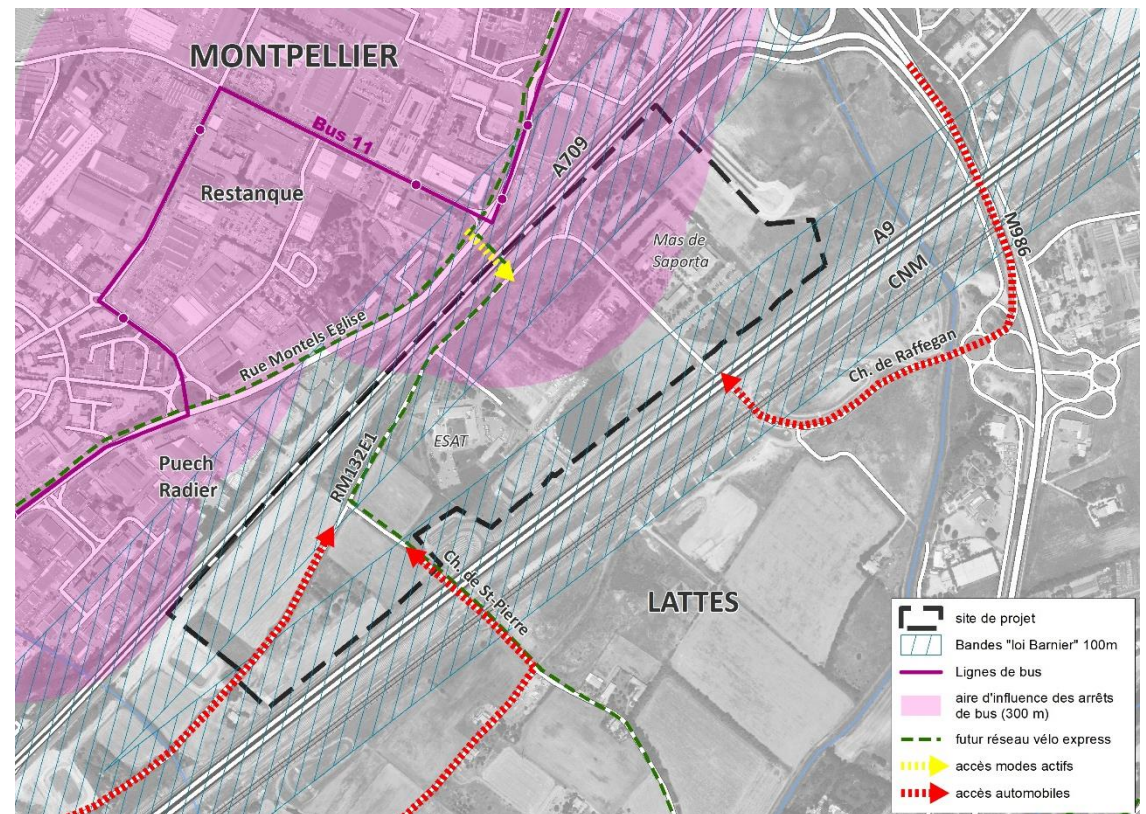 MONTPELLIER
Bus 11
A709
Restanque
Mas de
Saporta
A9
M986
CNM
Rue Montels Eglise
Ch. de Raffegan
ESAT
Puech
Radier
RM132E1
Ch. de St-Pierre
LATTES
site de projet
Bandes "loi Barnier" 100m
Lignes de bus
aire d'influence des arrêts
de bus (300 m)
futur réseau vélo express
accès modes actifs
accès automobiles